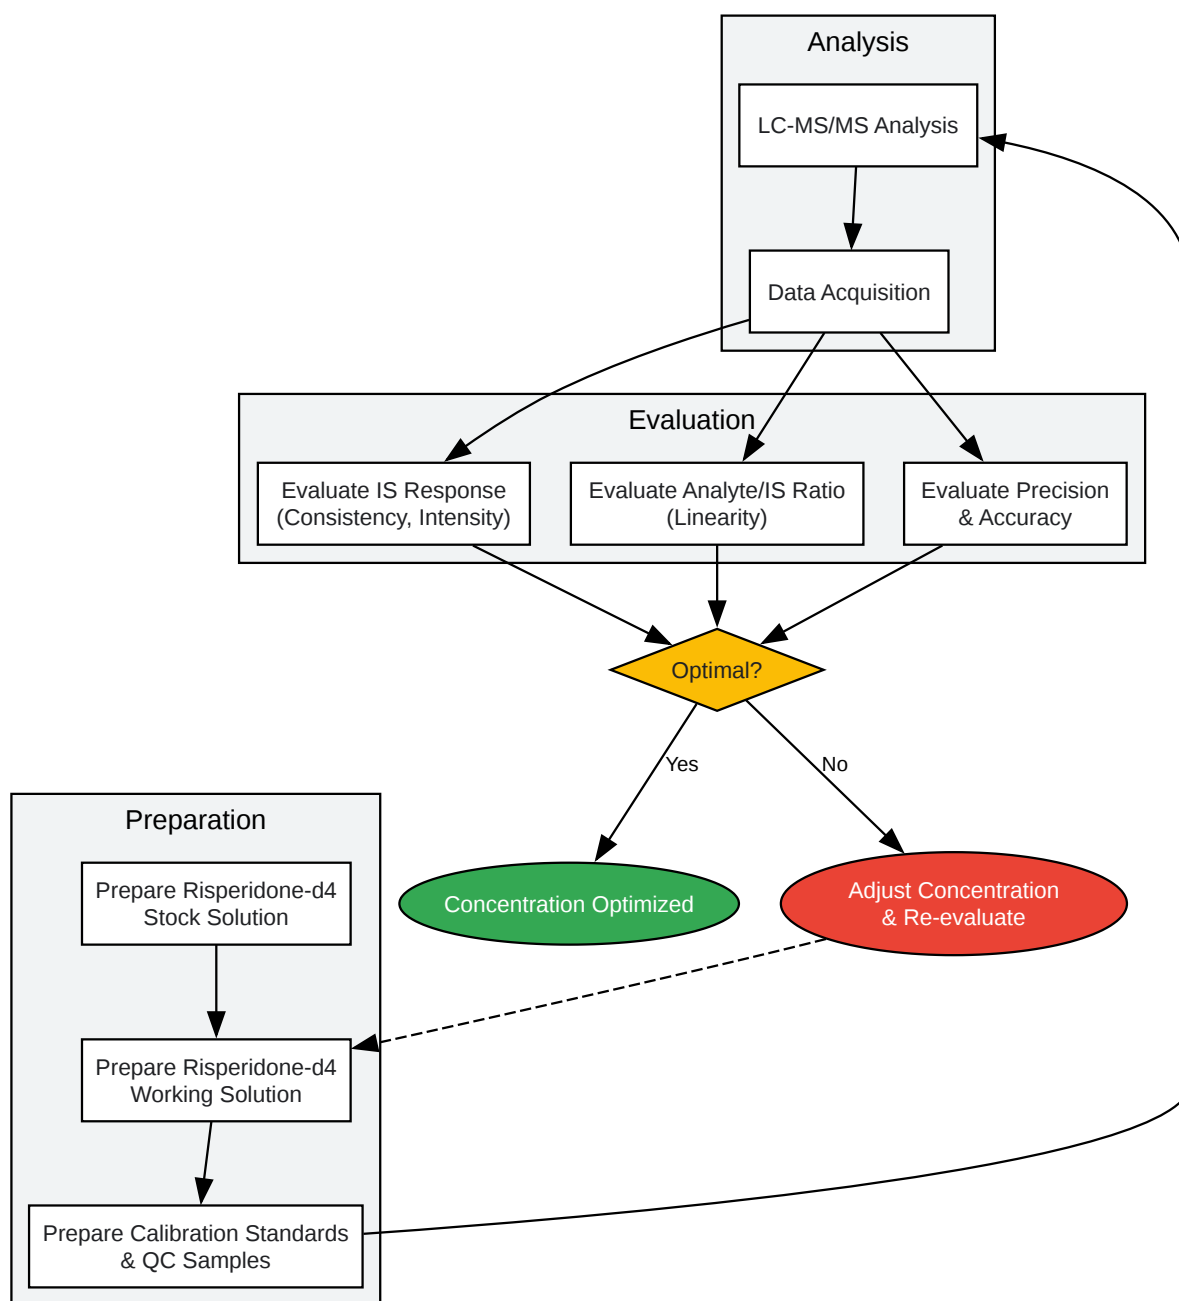 Analysis
LC-MS/MS Analysis
Data Acquisition
Evaluation
Evaluate IS Response
(Consistency, Intensity)
Evaluate Analyte/IS Ratio
(Linearity)
Evaluate Precision
& Accuracy
Optimal?
Yes
No
Preparation
Prepare Risperidone-d4
Stock Solution
Concentration Optimized
Adjust Concentration
& Re-evaluate
Prepare Risperidone-d4
Working Solution
Prepare Calibration Standards
& QC Samples